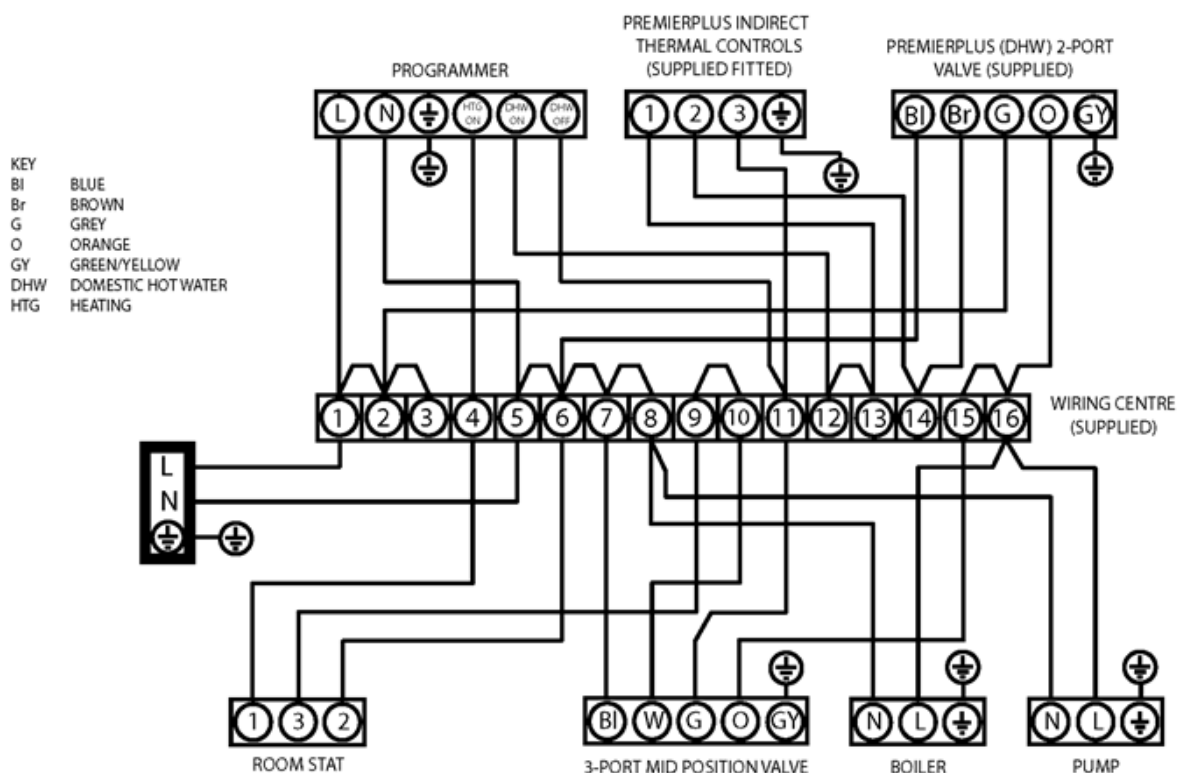 PREMIERPLUS INDIRECT
THERMAL CONTROLS
(SUPPLIED FITTED)
PREMIERPLUS (DHW) 2-PORT
VALVE (SUPPLIED)
PROGRAMMER
L N HTG ON DHW ON DHW OFF
1 2 3
Bl Br G O GY
KEY
Bl BLUE
Br BROWN
G GREY
O ORANGE
GY GREEN/YELLOW
DHW DOMESTIC HOT WATER
HTG HEATING
1 2 3 4 5 6 7 8 9 10 11 12 13 14 15 16
WIRING CENTRE
(SUPPLIED)
L
N
1 3 2
Bl W G O GY
N L
N L
ROOM STAT
3-PORT MID POSITION VALVE
BOILER
PUMP